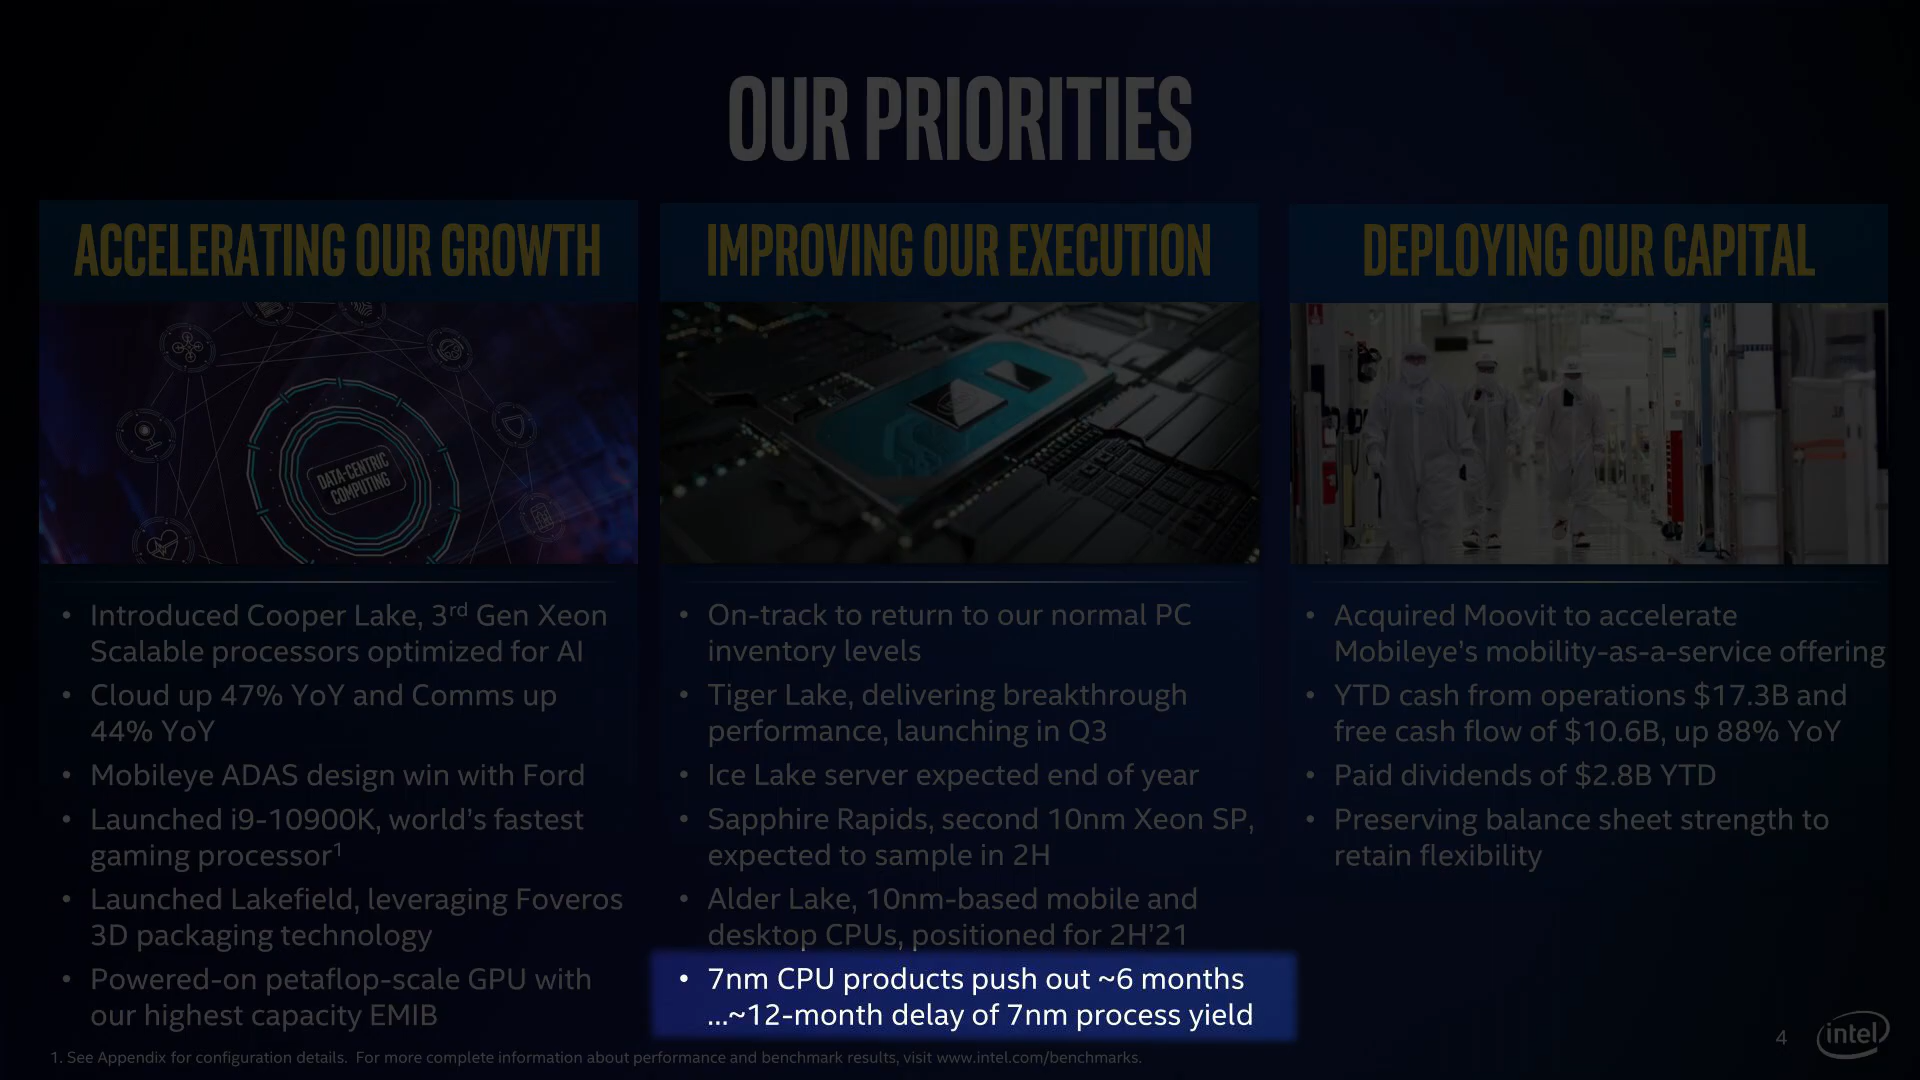 OUR PRIORITIES
ACCELERATING OUR GROWTH
DATA-CENTRIC
COMPUTING
• Introduced Cooper Lake, 3rd Gen Xeon
Scalable processors optimized for AI
• Cloud up 47% YoY and Comms up
44% YoY
• Mobileye ADAS design win with Ford
• Launched i9-10900K, world's fastest
gaming processor1
• Launched Lakefield, leveraging Foveros
3D packaging technology
• Powered-on petaflop-scale GPU with
our highest capacity EMIB
IMPROVING OUR EXECUTION
• On-track to return to our normal PC
inventory levels
• Tiger Lake, delivering breakthrough
performance, launching in Q3
• Ice Lake server expected end of year
• Sapphire Rapids, second 10nm Xeon SP,
expected to sample in 2H
• Alder Lake, 10nm-based mobile and
desktop CPUs, positioned for 2H'21
• 7nm CPU products push out ~6 months
...~12-month delay of 7nm process yield
DEPLOYING OUR CAPITAL
• Acquired Moovit to accelerate
Mobileye's mobility-as-a-service offering
• YTD cash from operations $17.3B and
free cash flow of $10.6B, up 88% YoY
• Paid dividends of $2.8B YTD
• Preserving balance sheet strength to
retain flexibility
1. See Appendix for configuration details. For more complete information about performance and benchmark results, visit www.intel.com/benchmarks.
4
intel